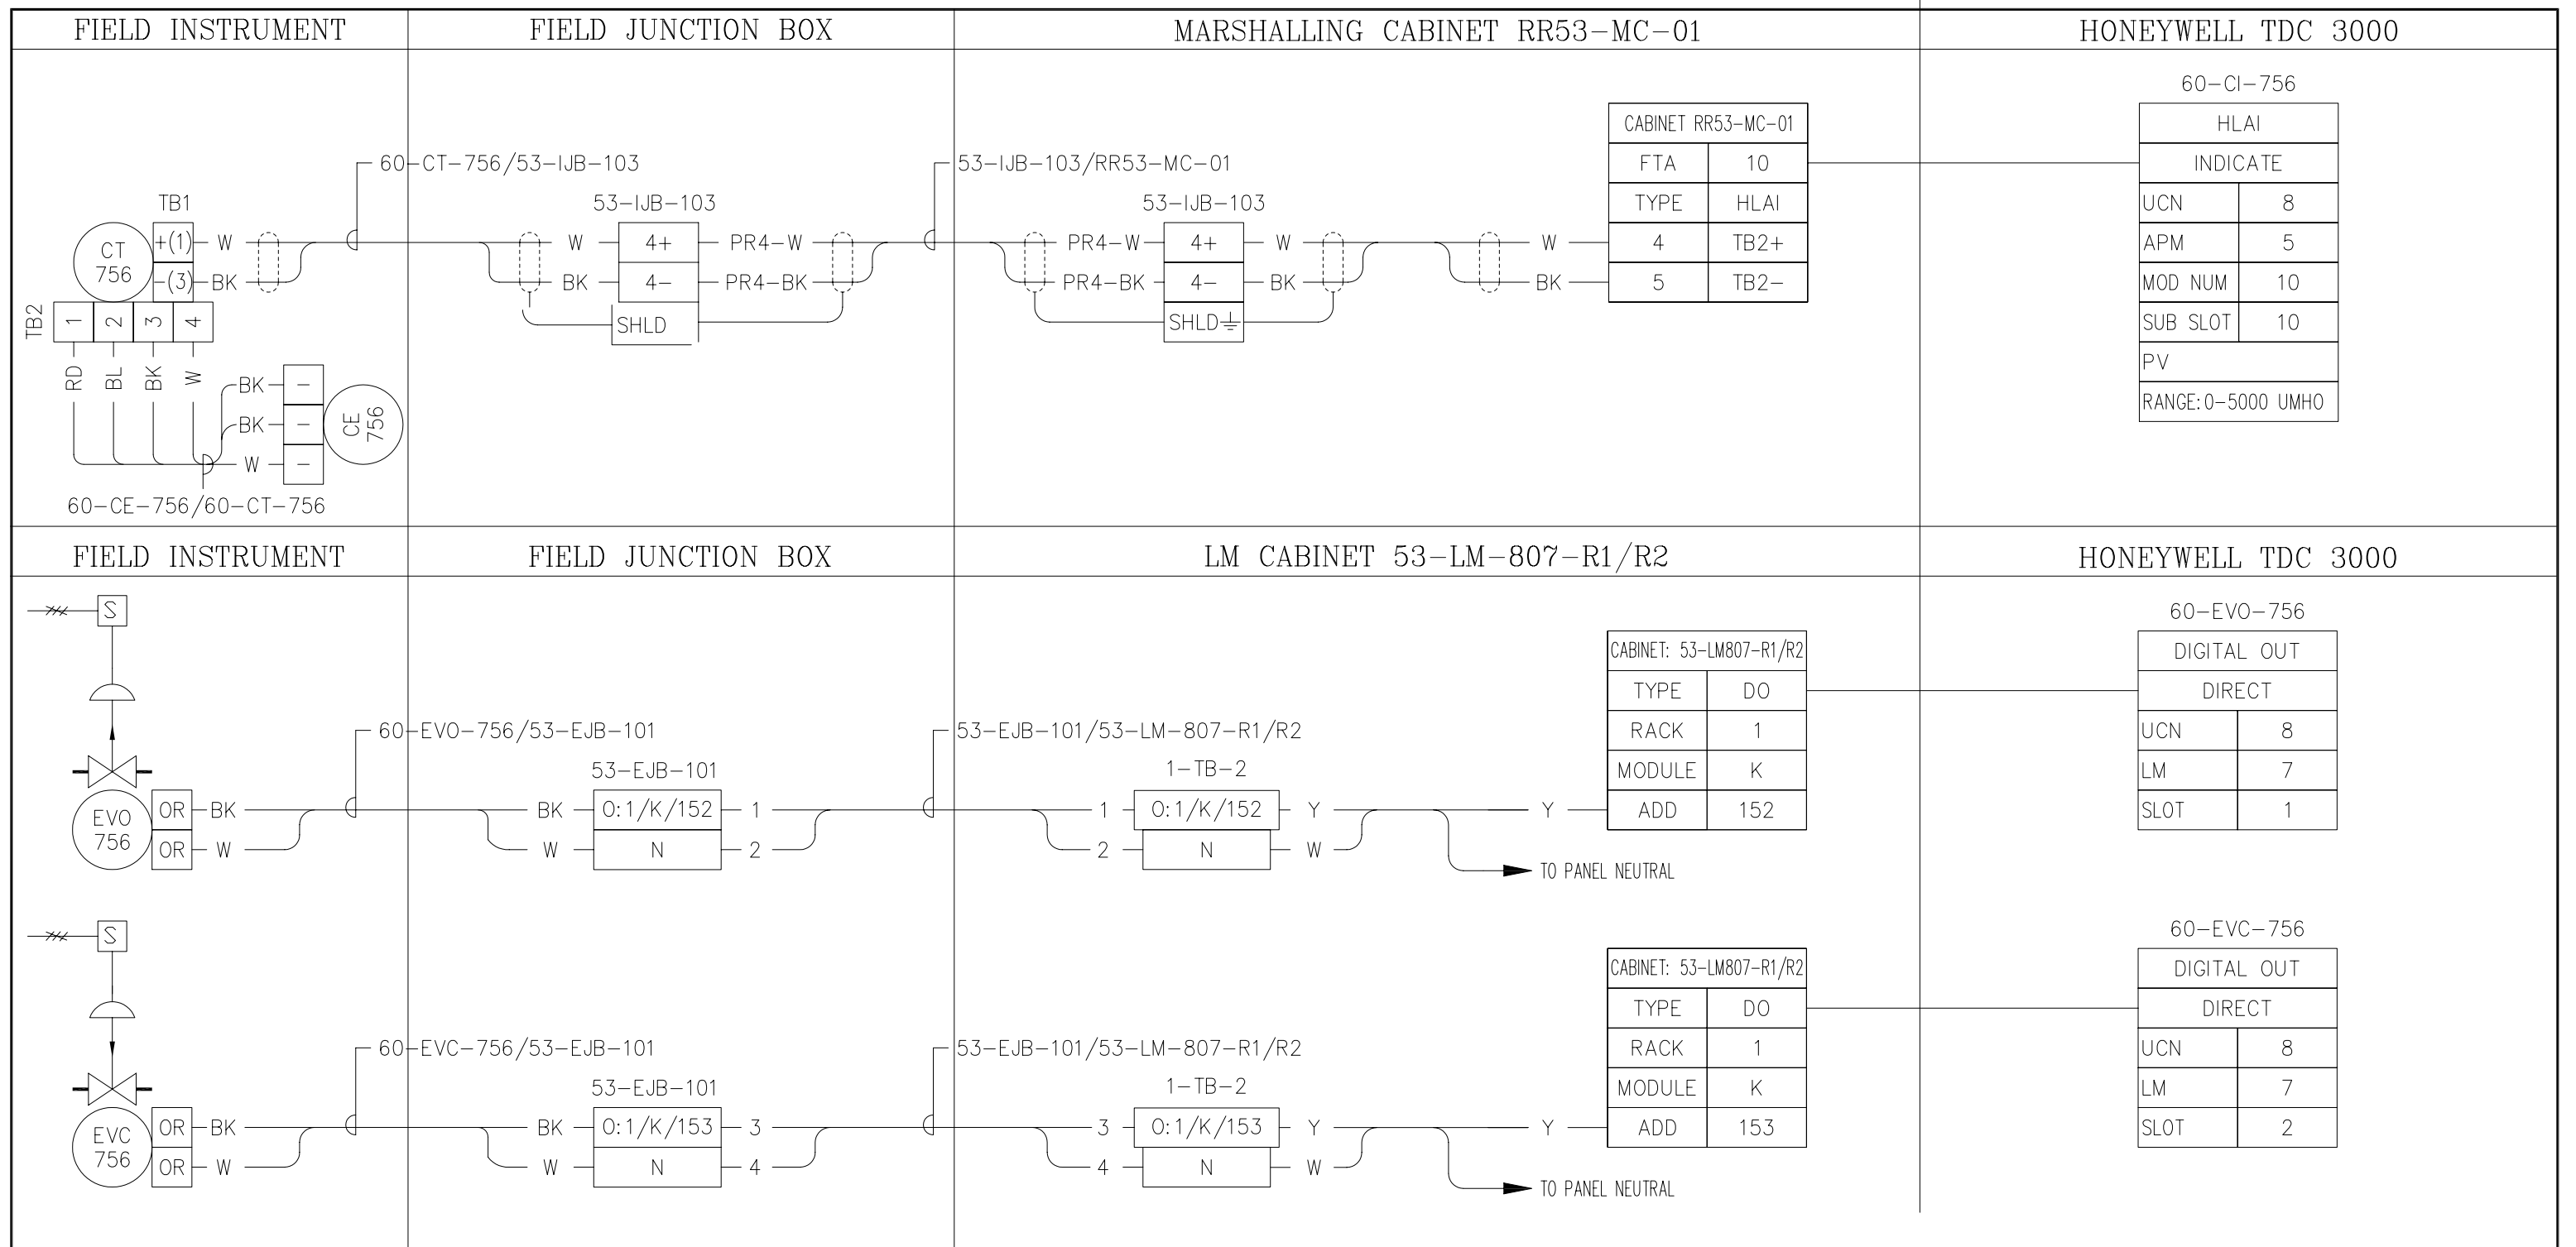 FIELD INSTRUMENT
FIELD JUNCTION BOX
MARSHALLING CABINET RR53-MC-01
HONEYWELL TDC 3000
60-CT-756/53-IJB-103
TB1
CT
756
+(1) W
-(3) BK
TB2
1 2 3 4
RD BL BK W
BK -
BK -
W -
CE
756
60-CE-756/60-CT-756
53-IJB-103
W 4+ PR4-W
BK 4- PR4-BK
SHLD
53-IJB-103/RR53-MC-01
53-IJB-103
PR4-W 4+ W
PR4-BK 4- BK
SHLD
CABINET RR53-MC-01
FTA 10
TYPE HLAI
W 4 TB2+
BK 5 TB2-
60-CI-756
HLAI
INDICATE
UCN 8
APM 5
MOD NUM 10
SUB SLOT 10
PV
RANGE:0-5000 UMHO
FIELD INSTRUMENT
FIELD JUNCTION BOX
LM CABINET 53-LM-807-R1/R2
HONEYWELL TDC 3000
S
60-EVO-756/53-EJB-101
EVO
756
OR BK
OR W
53-EJB-101
BK O:1/K/152 1
W N 2
53-EJB-101/53-LM-807-R1/R2
1-TB-2
1 O:1/K/152 Y
2 N W
Y
TO PANEL NEUTRAL
CABINET: 53-LM807-R1/R2
TYPE DO
RACK 1
MODULE K
ADD 152
60-EVO-756
DIGITAL OUT
DIRECT
UCN 8
LM 7
SLOT 1
S
60-EVC-756/53-EJB-101
EVC
756
OR BK
OR W
53-EJB-101
BK O:1/K/153 3
W N 4
53-EJB-101/53-LM-807-R1/R2
1-TB-2
3 O:1/K/153 Y
4 N W
Y
TO PANEL NEUTRAL
CABINET: 53-LM807-R1/R2
TYPE DO
RACK 1
MODULE K
ADD 153
60-EVC-756
DIGITAL OUT
DIRECT
UCN 8
LM 7
SLOT 2